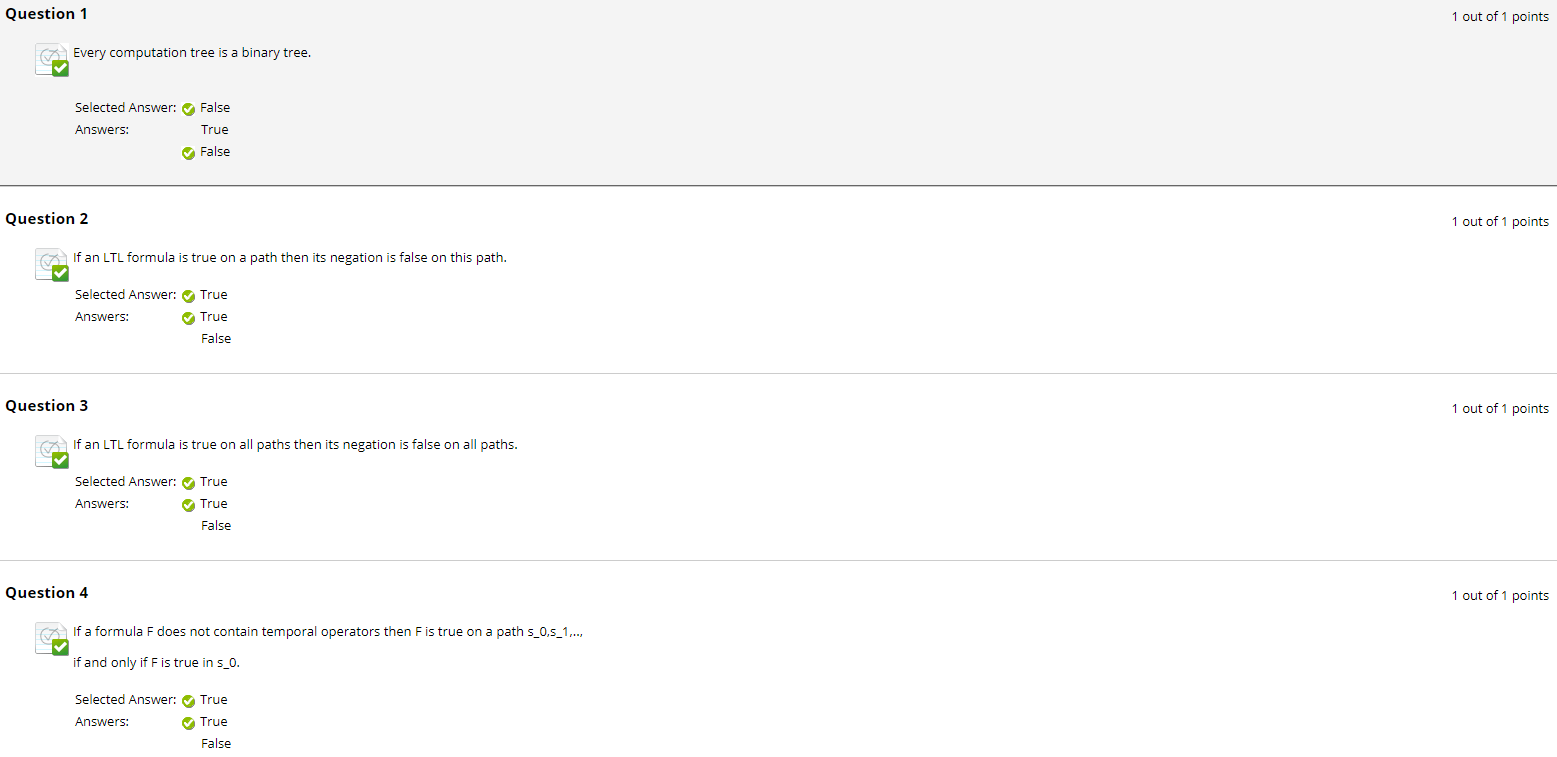 Question 1
1 out of 1 points
Every computation tree is a binary tree.
Selected Answer: False
Answers: True
False
Question 2
1 out of 1 points
If an LTL formula is true on a path then its negation is false on this path.
Selected Answer: True
Answers: True
False
Question 3
1 out of 1 points
If an LTL formula is true on all paths then its negation is false on all paths.
Selected Answer: True
Answers: True
False
Question 4
1 out of 1 points
If a formula F does not contain temporal operators then F is true on a path s_0,s_1,..,
if and only if F is true in s_0.
Selected Answer: True
Answers: True
False